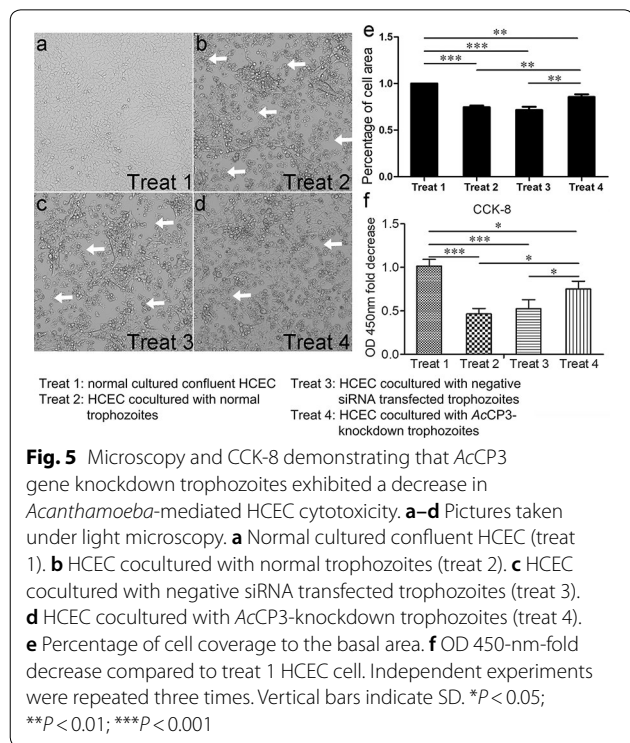 a
b
Treat 1
Treat 2
c
d
Treat 3
Treat 4
e
Percentage of cell area
1.5
1.0
0.5
0.0
**
***
***
**
**
Treat 1 Treat 2 Treat 3 Treat 4
f
CCK-8
OD 450nm fold decrease
1.5
1.0
0.5
0.0
*
***
***
*
*
Treat 1 Treat 2 Treat 3 Treat 4
Treat 1: normal cultured confluent HCEC
Treat 2: HCEC cocultured with normal
trophozoites
Treat 3: HCEC cocultured with negative
siRNA transfected trophozoites
Treat 4: HCEC cocultured with AcCP3-
knockdown trophozoites
Fig. 5 Microscopy and CCK-8 demonstrating that AcCP3
gene knockdown trophozoites exhibited a decrease in
Acanthamoeba-mediated HCEC cytotoxicity. a–d Pictures taken
under light microscopy. a Normal cultured confluent HCEC (treat
1). b HCEC cocultured with normal trophozoites (treat 2). c HCEC
cocultured with negative siRNA transfected trophozoites (treat 3).
d HCEC cocultured with AcCP3-knockdown trophozoites (treat 4).
e Percentage of cell coverage to the basal area. f OD 450-nm-fold
decrease compared to treat 1 HCEC cell. Independent experiments
were repeated three times. Vertical bars indicate SD. *P < 0.05;
**P < 0.01; ***P < 0.001